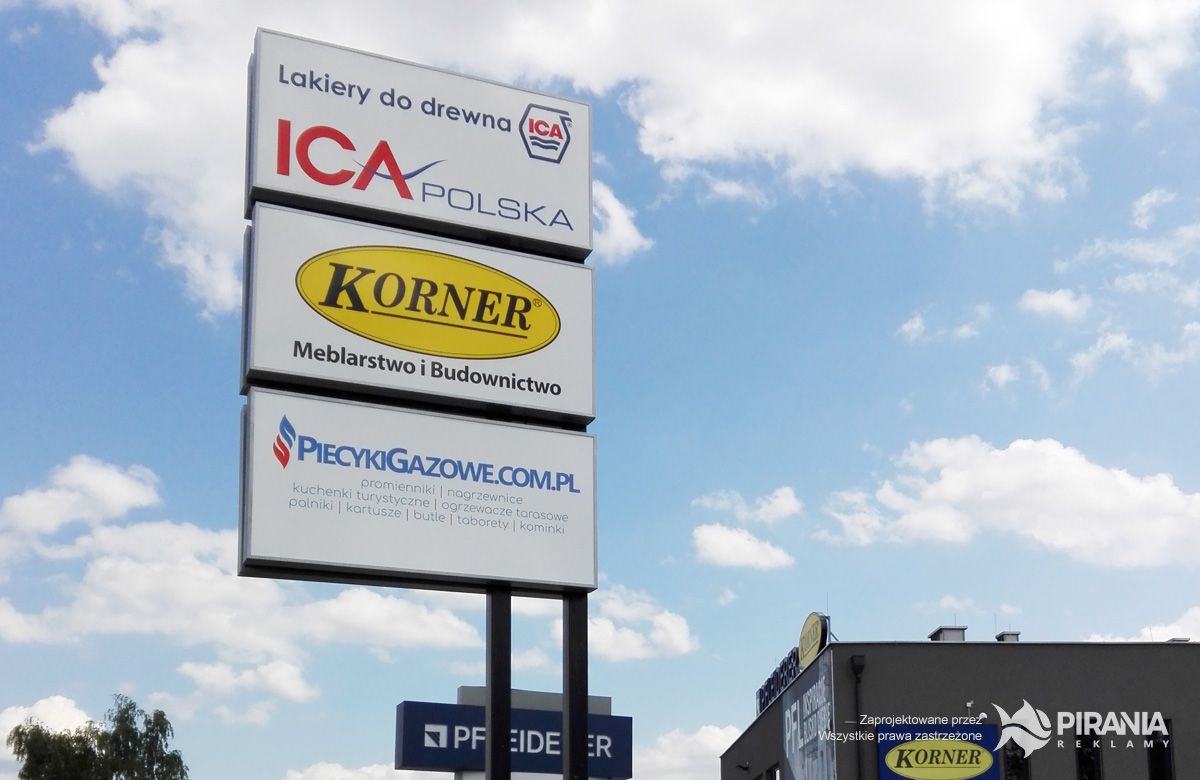 Lakiery do drewna
ICA®
ICA POLSKA
KORNER®
Meblarstwo i Budownictwo
PIECYKIGAZOWE.COM.PL
promienniki | nagrzewnice
kuchenki turystyczne | ogrzewacze tarasowe
palniki | kartusze | butle | taborety | kominki
KORNER
KORNER
Zaprojektowane przez
Wszystkie prawa zastrzeżone
PIRANIA
REKLAMY